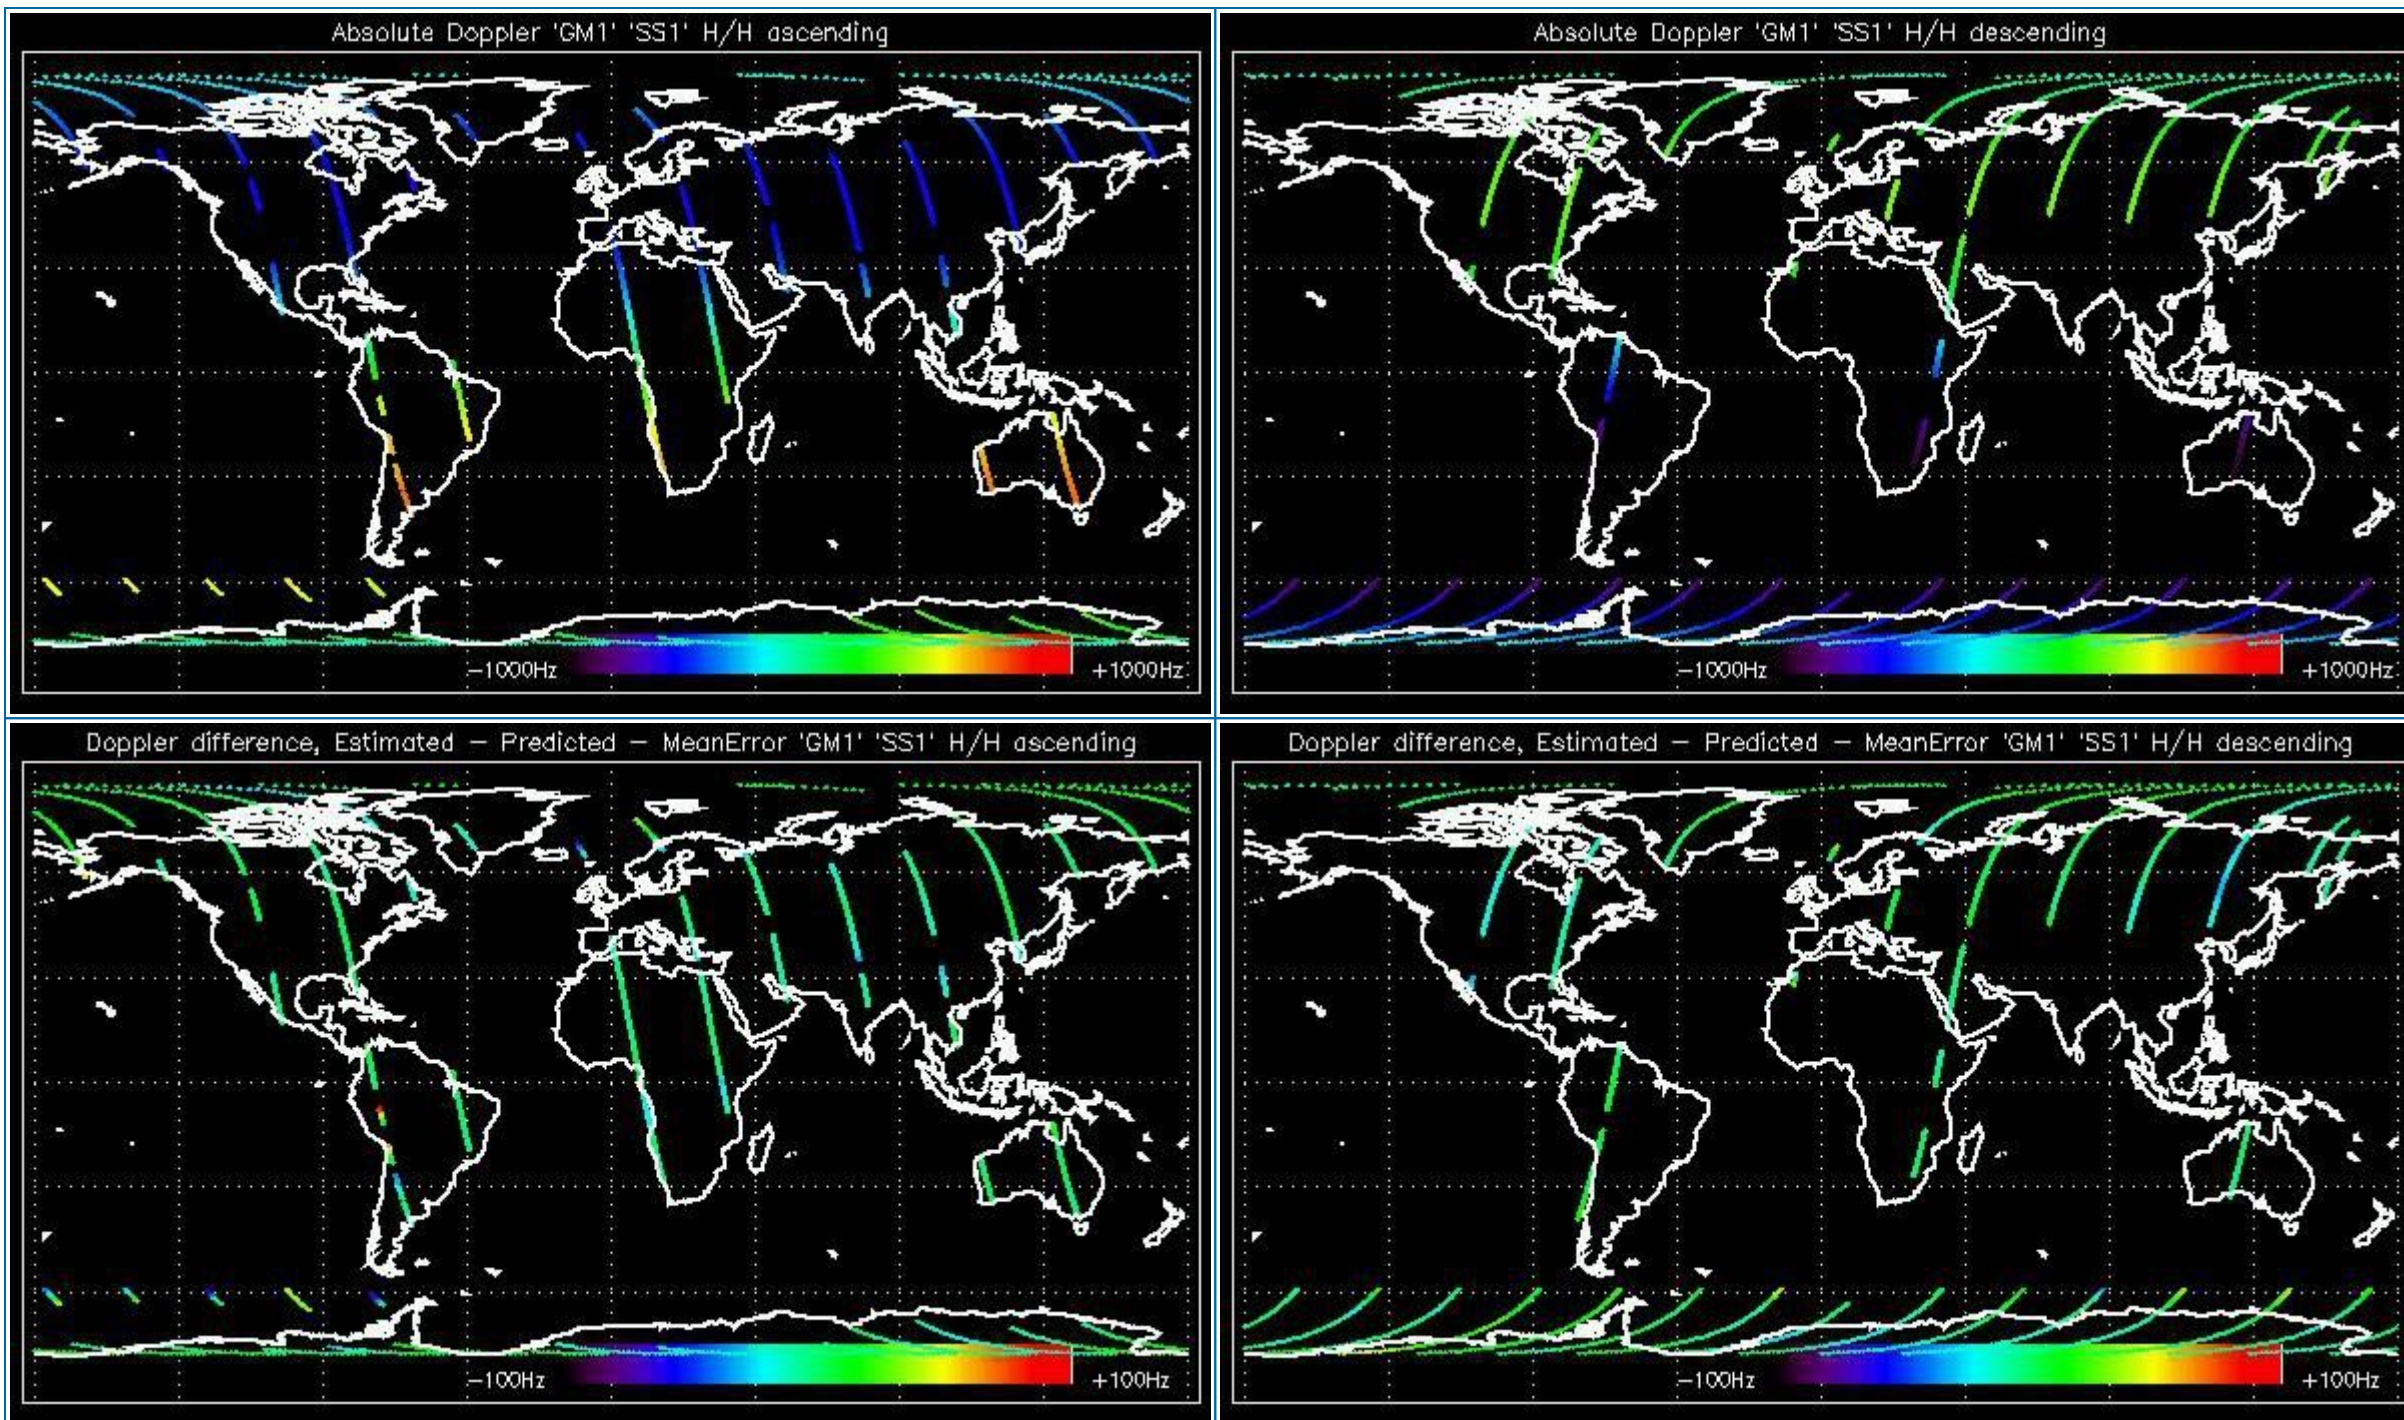 Absolute Doppler 'GM1' 'SS1' H/H ascending
−1000Hz
+1000Hz
Absolute Doppler 'GM1' 'SS1' H/H descending
−1000Hz
+1000Hz
Doppler difference, Estimated − Predicted − MeanError 'GM1' 'SS1' H/H ascending
−100Hz
+100Hz
Doppler difference, Estimated − Predicted − MeanError 'GM1' 'SS1' H/H descending
−100Hz
+100Hz